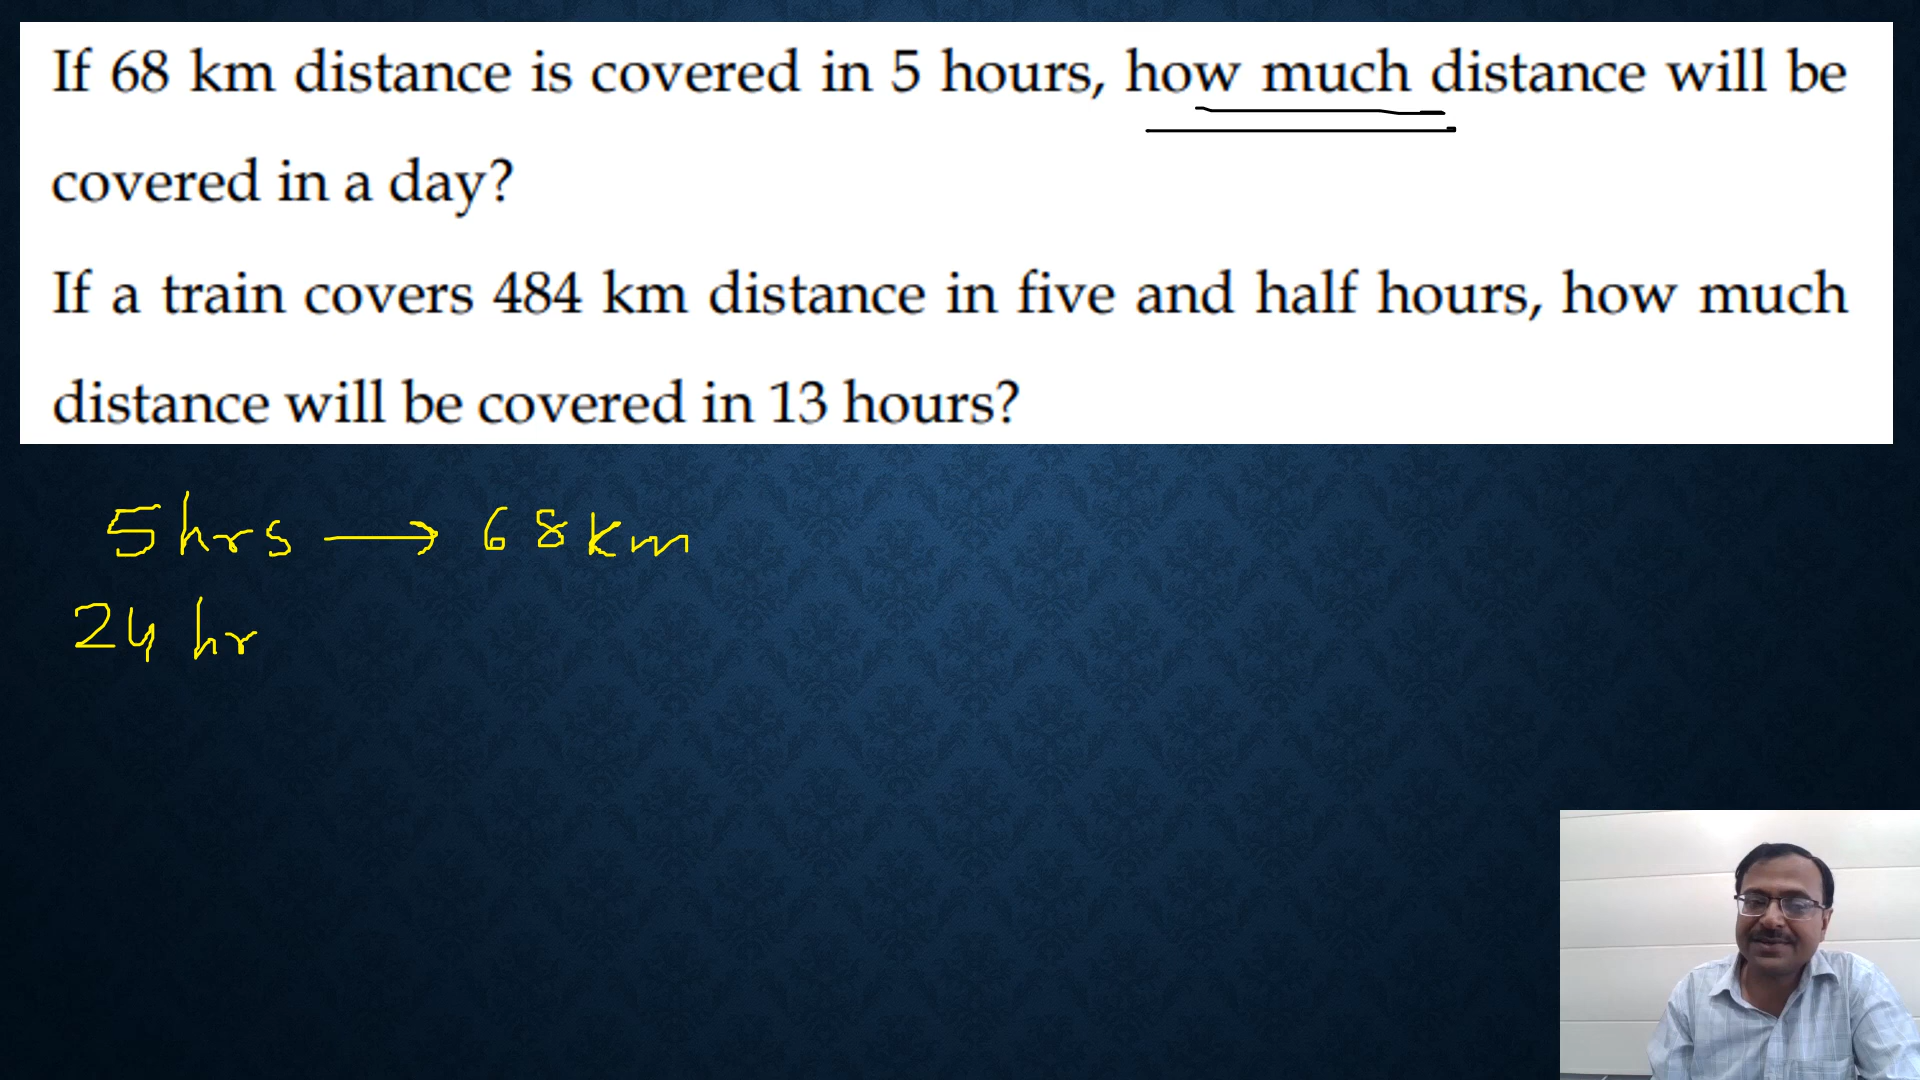 If 68 km distance is covered in 5 hours, how much distance will be
covered in a day?
If a train covers 484 km distance in five and half hours, how much
distance will be covered in 13 hours?
5 hrs → 68 km
24 hr